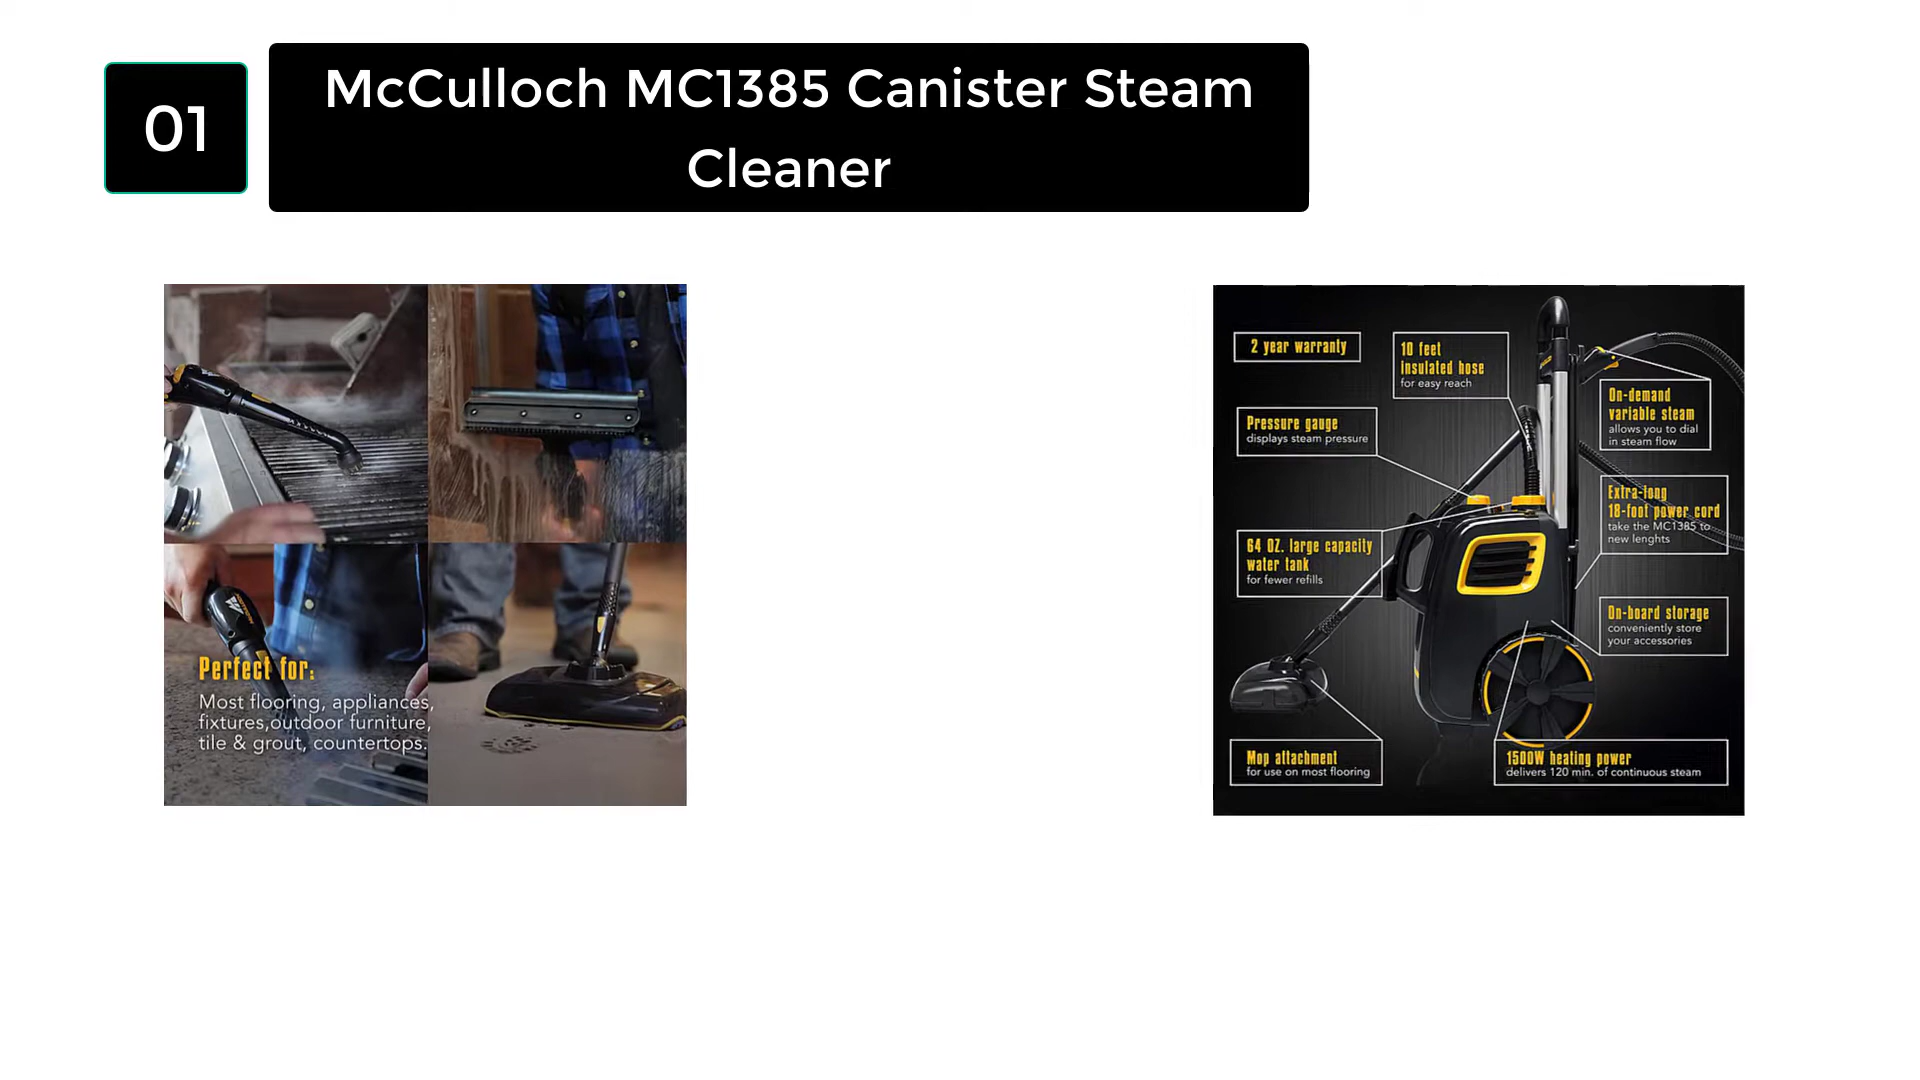 01
McCulloch MC1385 Canister Steam
Cleaner
Perfect for:
Most flooring, appliances,
fixtures,outdoor furniture,
tile & grout, countertops.
2 year warranty
10 feet
insulated hose
for easy reach
On-demand
variable steam
allows you to dial
in steam flow
Pressure gauge
displays steam pressure
Extra-long
18-foot power cord
take the MC1385 to
new lenghts
64 OZ. large capacity
water tank
for fewer refills
On-board storage
conveniently store
your accessories
Mop attachment
for use on most flooring
1500W heating power
delivers 120 min. of continuous steam